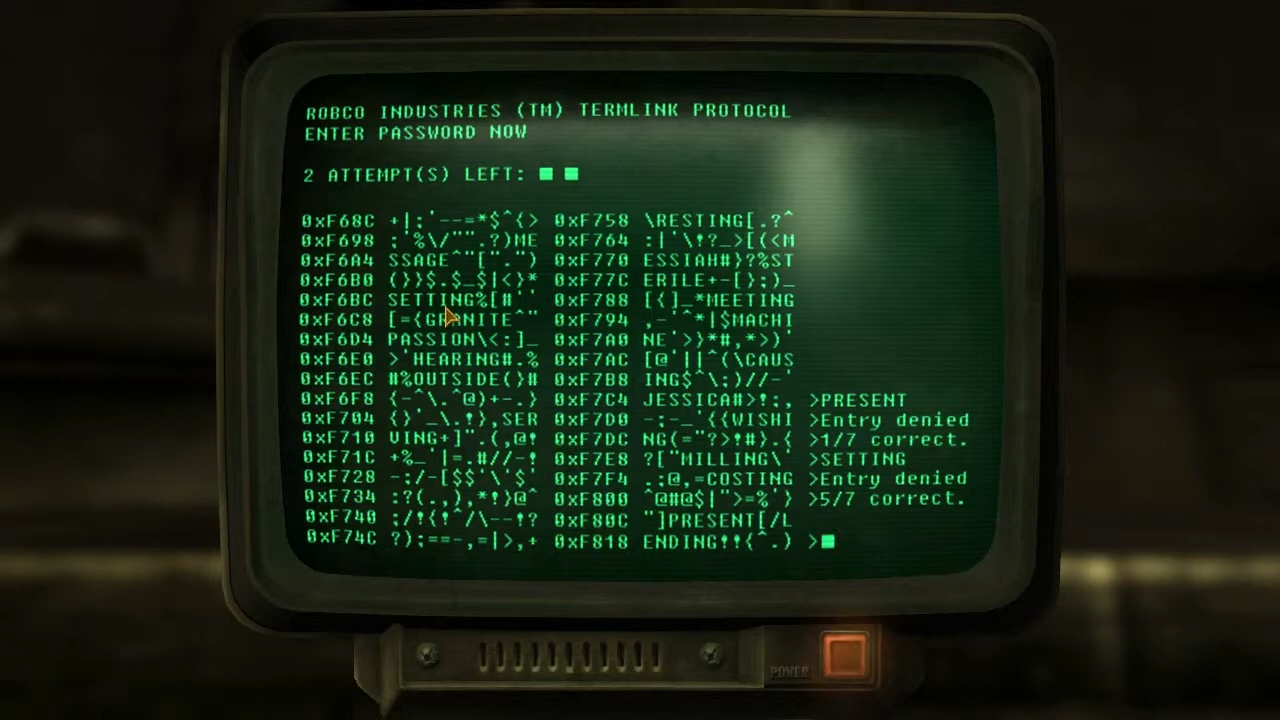 ROBCO INDUSTRIES (TM) TERMLINK PROTOCOL
ENTER PASSWORD NOW
2 ATTEMPT(S) LEFT: ■ ■
0xF68C +|;'--=*$^{>
0xF698 ;'%\/"".?)ME
0xF6A4 SSAGE^"[".")
0xF6B0 (}}$.$_$|<}*
0xF6BC SETTING%[#''
0xF6C8 [={GRANITE^"
0xF6D4 PASSION\<:]_
0xF6E0 >'HEARING#.%
0xF6EC #%OUTSIDE(}#
0xF6F8 {-^\.^@)+-.}
0xF704 {}'_\.!},SER
0xF710 VING+]".(,@!
0xF71C +%_'|=.#//-!
0xF728 -;/-[$$'\'$'
0xF734 :?(.,),*!}@^
0xF740 ;/!{!^/\--!?
0xF74C ?);==-,=|>,+
0xF758 \RESTING[.?^
0xF764 :|'\!?_>[(<M
0xF770 ESSIAH#}?%ST
0xF77C ERILE+-[};)_
0xF788 [{]_*MEETING
0xF794 ,-'^*|$MACHI
0xF7A0 NE'>}*#,*>)'
0xF7AC [@'||^(\CAUS
0xF7B8 ING$^\;)//-'
0xF7C4 JESSICA#>!;,
0xF7D0 -;-_'{{WISHI
0xF7DC NG(="?>!#}.{
0xF7E8 ?["MILLING\'
0xF7F4 .;@,=COSTING
0xF800 ^@#@$|">=%'}
0xF80C "]PRESENT[/L
0xF818 ENDING!!{^.)
>PRESENT
>Entry denied
>1/7 correct.
>SETTING
>Entry denied
>5/7 correct.
>■
POWER